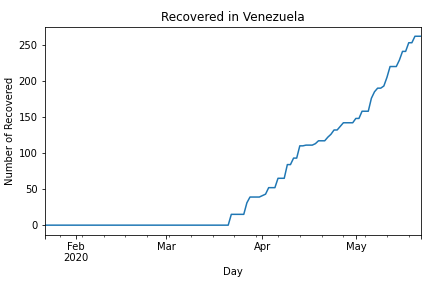 Recovered in Venezuela
Number of Recovered
250
200
150
100
50
0
Feb
2020
Mar
Apr
May
Day